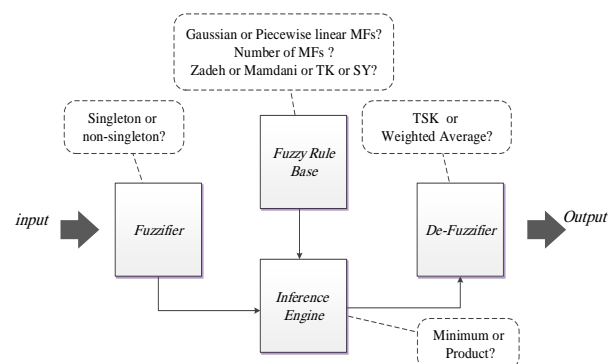 Gaussian or Piecewise linear MFs?
Number of MFs ?
Zadeh or Mamdani or TK or SY?
Singleton or
non-singleton?
TSK or
Weighted Average?
Fuzzy Rule
Base
input
Fuzzifier
De-Fuzzifier
Output
Inference
Engine
Minimum or
Product?